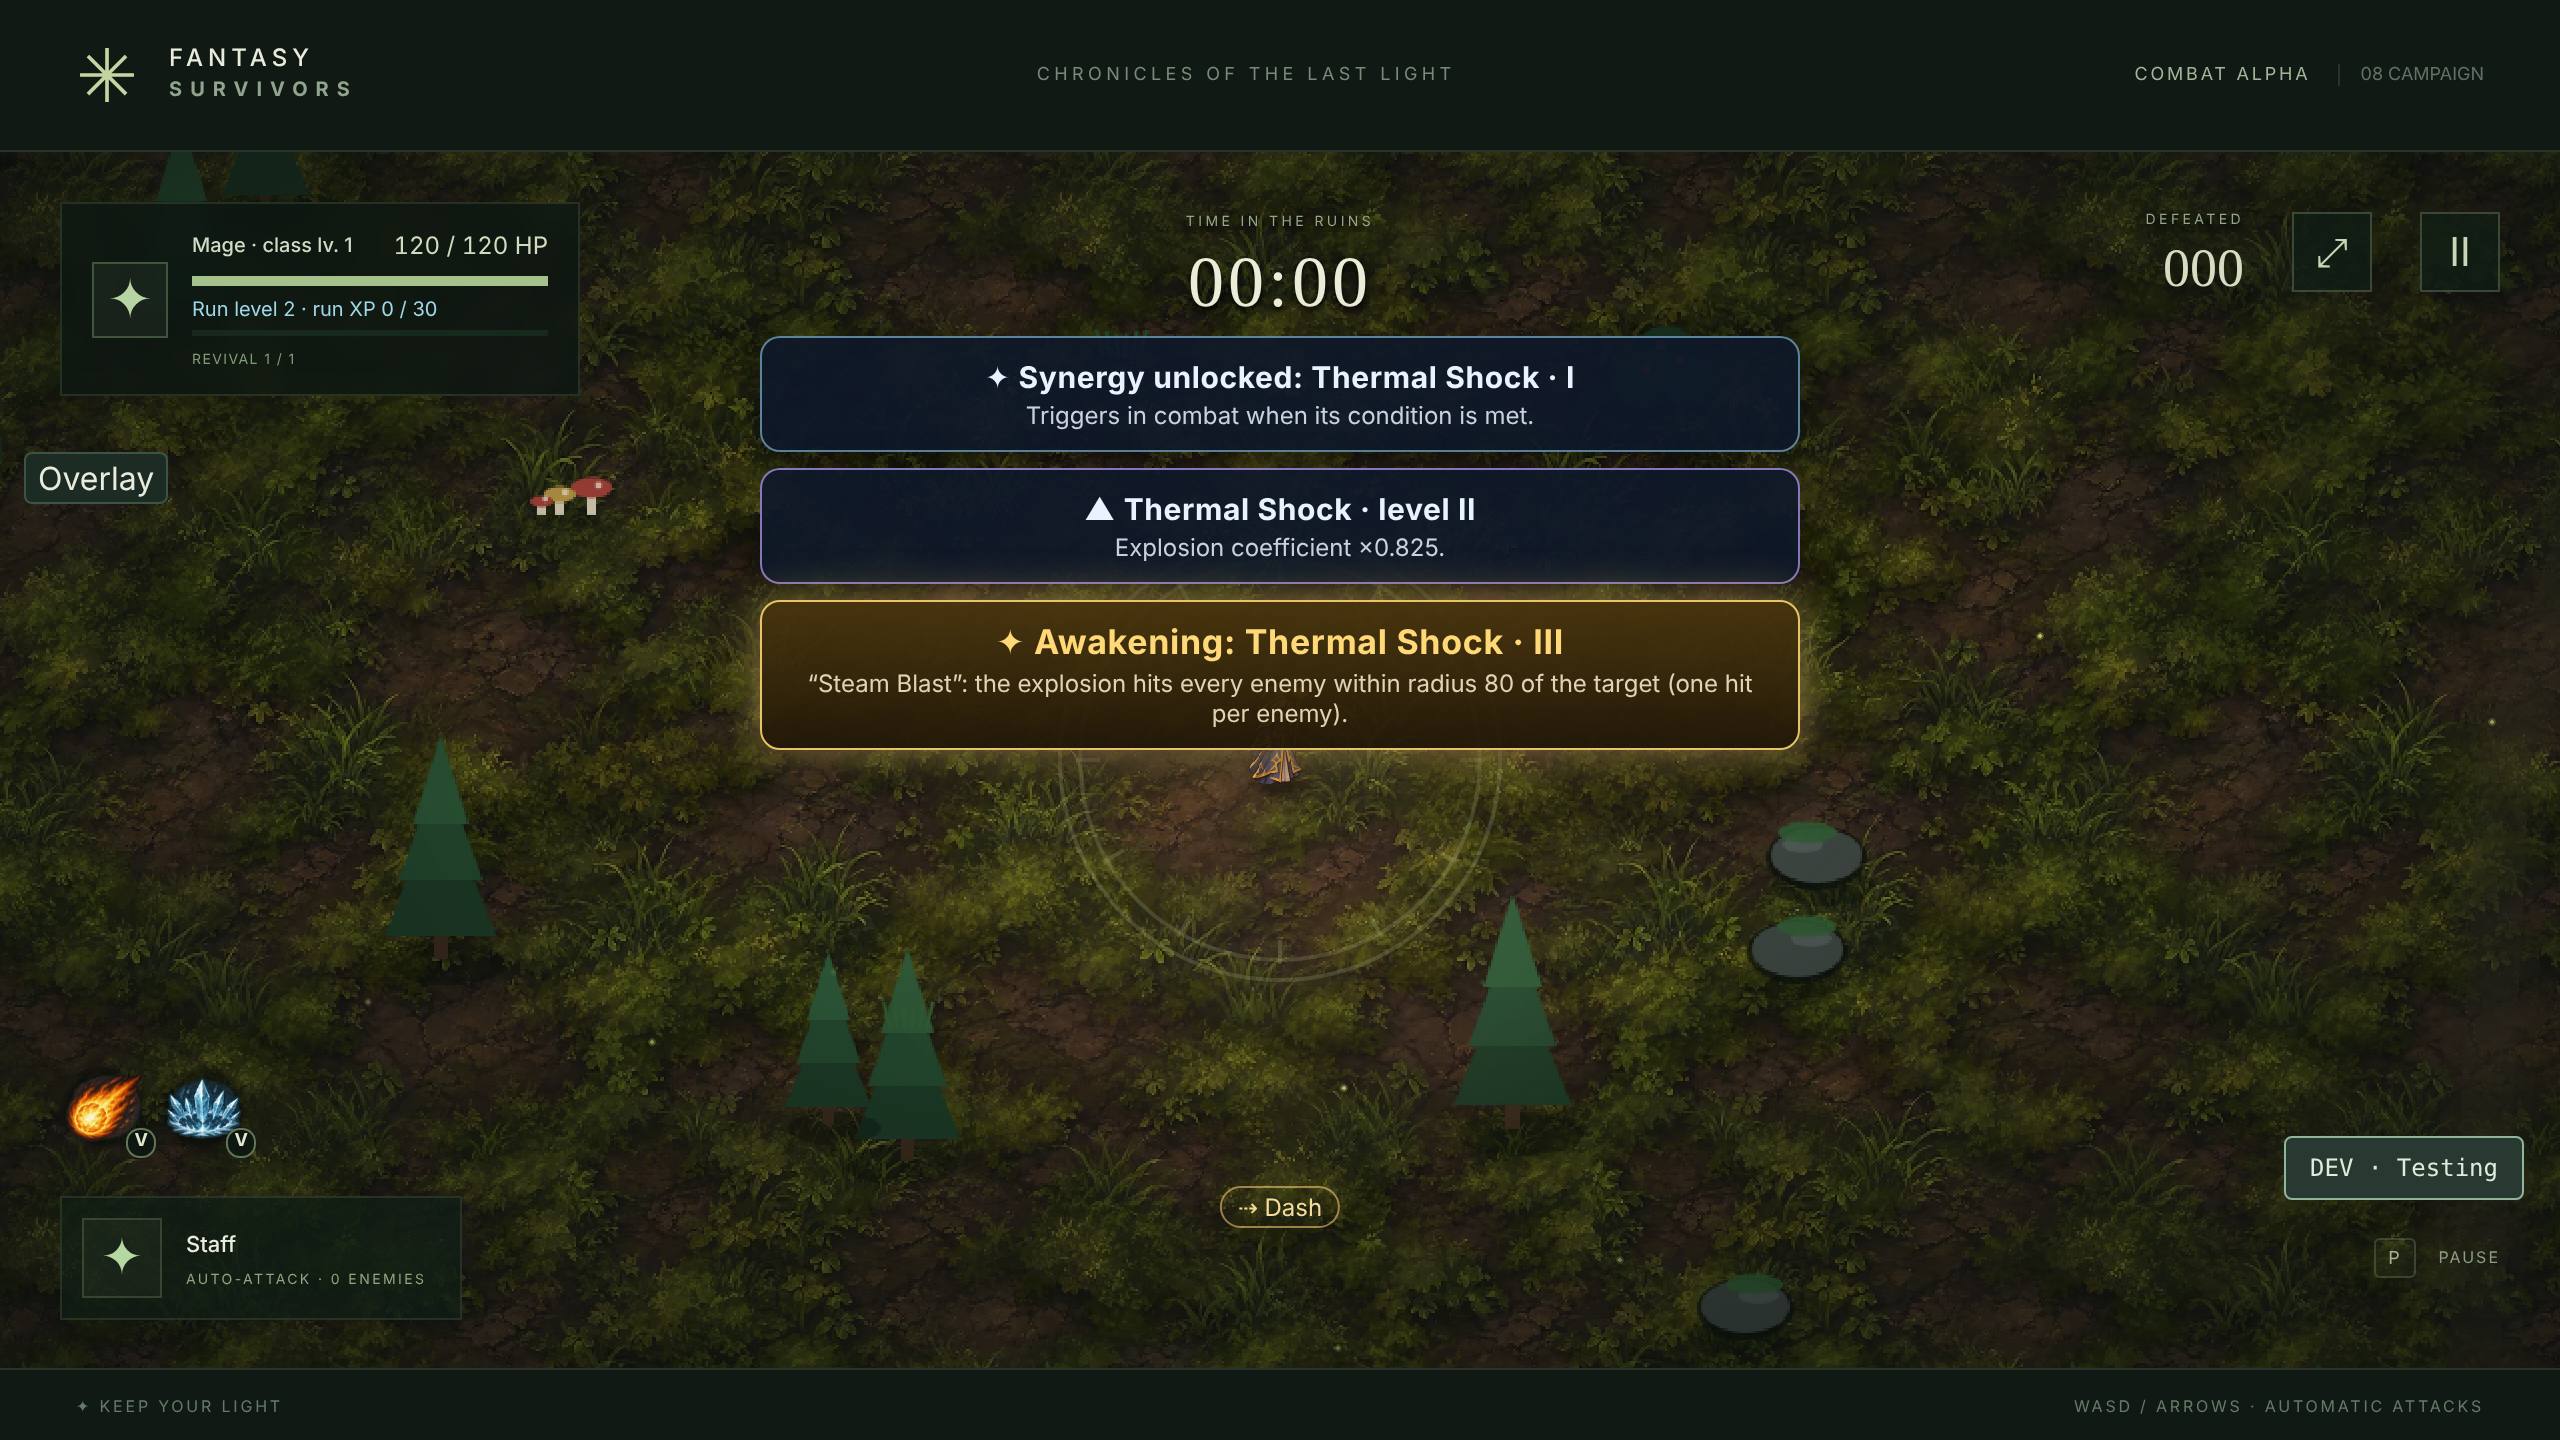 FANTASY
SURVIVORS
CHRONICLES OF THE LAST LIGHT
COMBAT ALPHA
08 CAMPAIGN
Mage · class lv. 1
120 / 120 HP
Run level 2 · run XP 0 / 30
REVIVAL 1 / 1
TIME IN THE RUINS
00:00
DEFEATED
000
✦ Synergy unlocked: Thermal Shock · I
Triggers in combat when its condition is met.
Overlay
▲ Thermal Shock · level II
Explosion coefficient ×0.825.
✦ Awakening: Thermal Shock · III
“Steam Blast”: the explosion hits every enemy within radius 80 of the target (one hit
per enemy).
V
V
DEV · Testing
⇢ Dash
Staff
AUTO-ATTACK · 0 ENEMIES
P
PAUSE
✦ KEEP YOUR LIGHT
WASD / ARROWS · AUTOMATIC ATTACKS